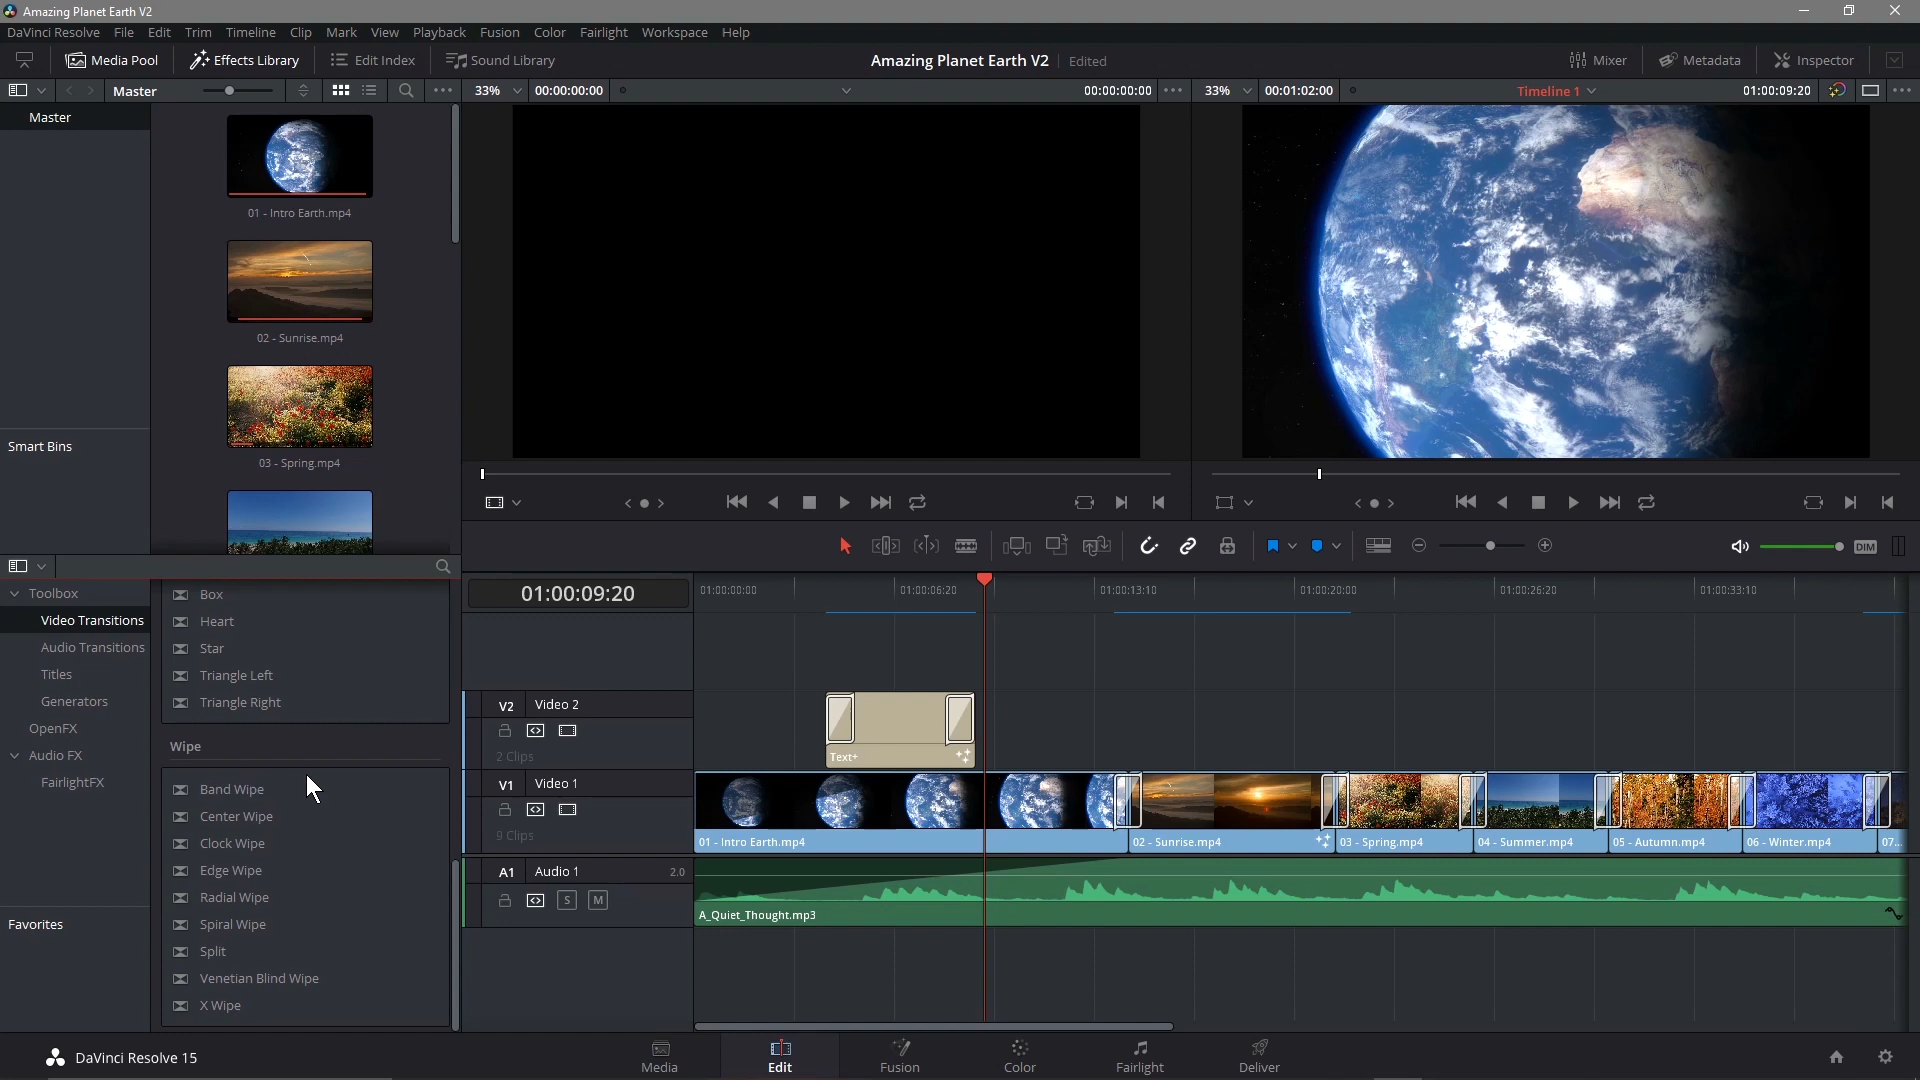 Amazing Planet Earth V2
DaVinci Resolve File Edit Trim Timeline Clip Mark View Playback Fusion Color Fairlight Workspace Help
Media Pool Effects Library Edit Index Sound Library Amazing Planet Earth V2 Edited Mixer Metadata Inspector
Master 33% 00:00:00:00 00:00:00:00 33% 00:01:02:00 Timeline 1 01:00:09:20
Master
01 - Intro Earth.mp4
02 - Sunrise.mp4
Smart Bins
03 - Spring.mp4
DIM
Toolbox
Video Transitions
Audio Transitions
Titles
Generators
OpenFX
Audio FX
FairlightFX
Favorites
Box
Heart
Star
Triangle Left
Triangle Right
Wipe
Band Wipe
Center Wipe
Clock Wipe
Edge Wipe
Radial Wipe
Spiral Wipe
Split
Venetian Blind Wipe
X Wipe
01:00:09:20 01:00:00:00 01:00:06:20 01:00:13:10 01:00:20:00 01:00:26:20 01:00:33:10
V2 Video 2
2 Clips
Text+
V1 Video 1
9 Clips
01 - Intro Earth.mp4 02 - Sunrise.mp4 03 - Spring.mp4 04 - Summer.mp4 05 - Autumn.mp4 06 - Winter.mp4 07...
A1 Audio 1 2.0
S M
A_Quiet_Thought.mp3
DaVinci Resolve 15
Media Edit Fusion Color Fairlight Deliver